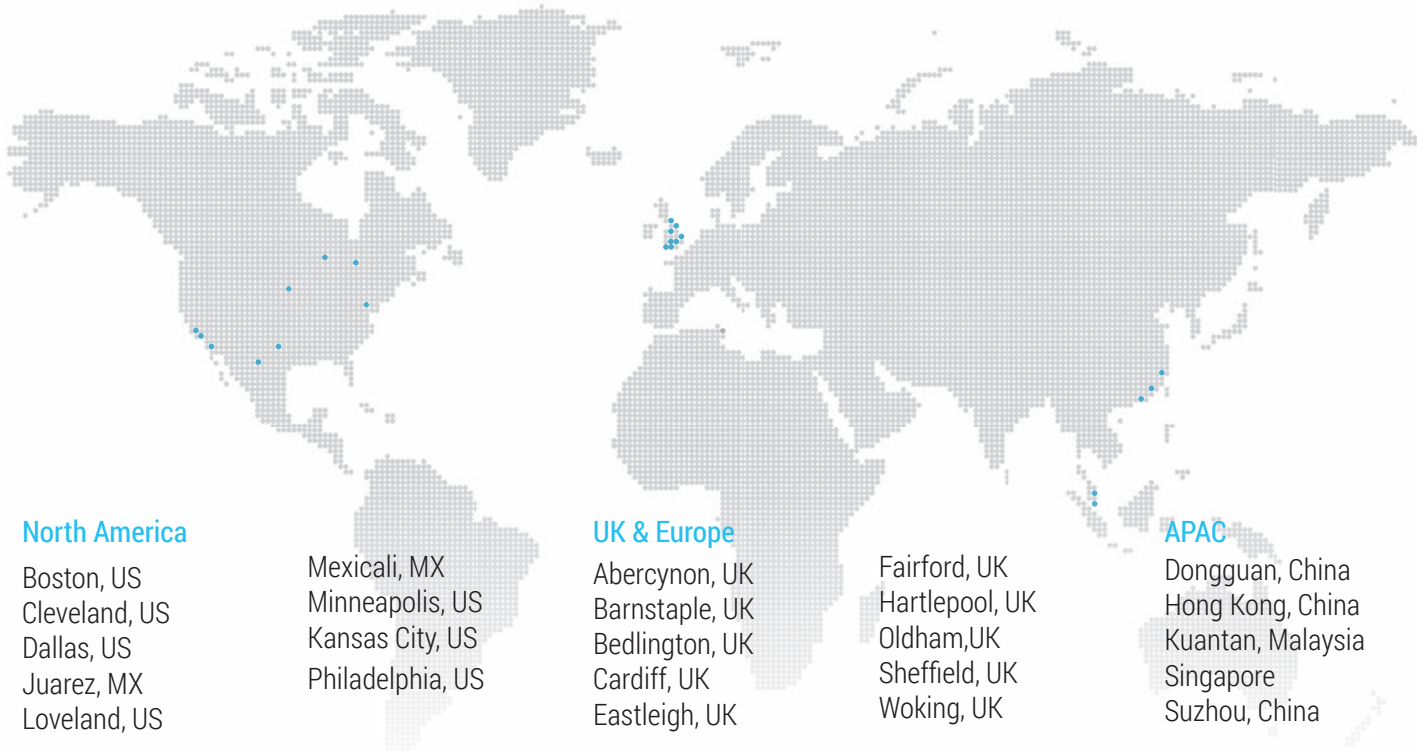 North America
Boston, US
Cleveland, US
Dallas, US
Juarez, MX
Loveland, US
Mexicali, MX
Minneapolis, US
Kansas City, US
Philadelphia, US
UK & Europe
Abercynon, UK
Barnstaple, UK
Bedlington, UK
Cardiff, UK
Eastleigh, UK
Fairford, UK
Hartlepool, UK
Oldham,UK
Sheffield, UK
Woking, UK
APAC
Dongguan, China
Hong Kong, China
Kuantan, Malaysia
Singapore
Suzhou, China